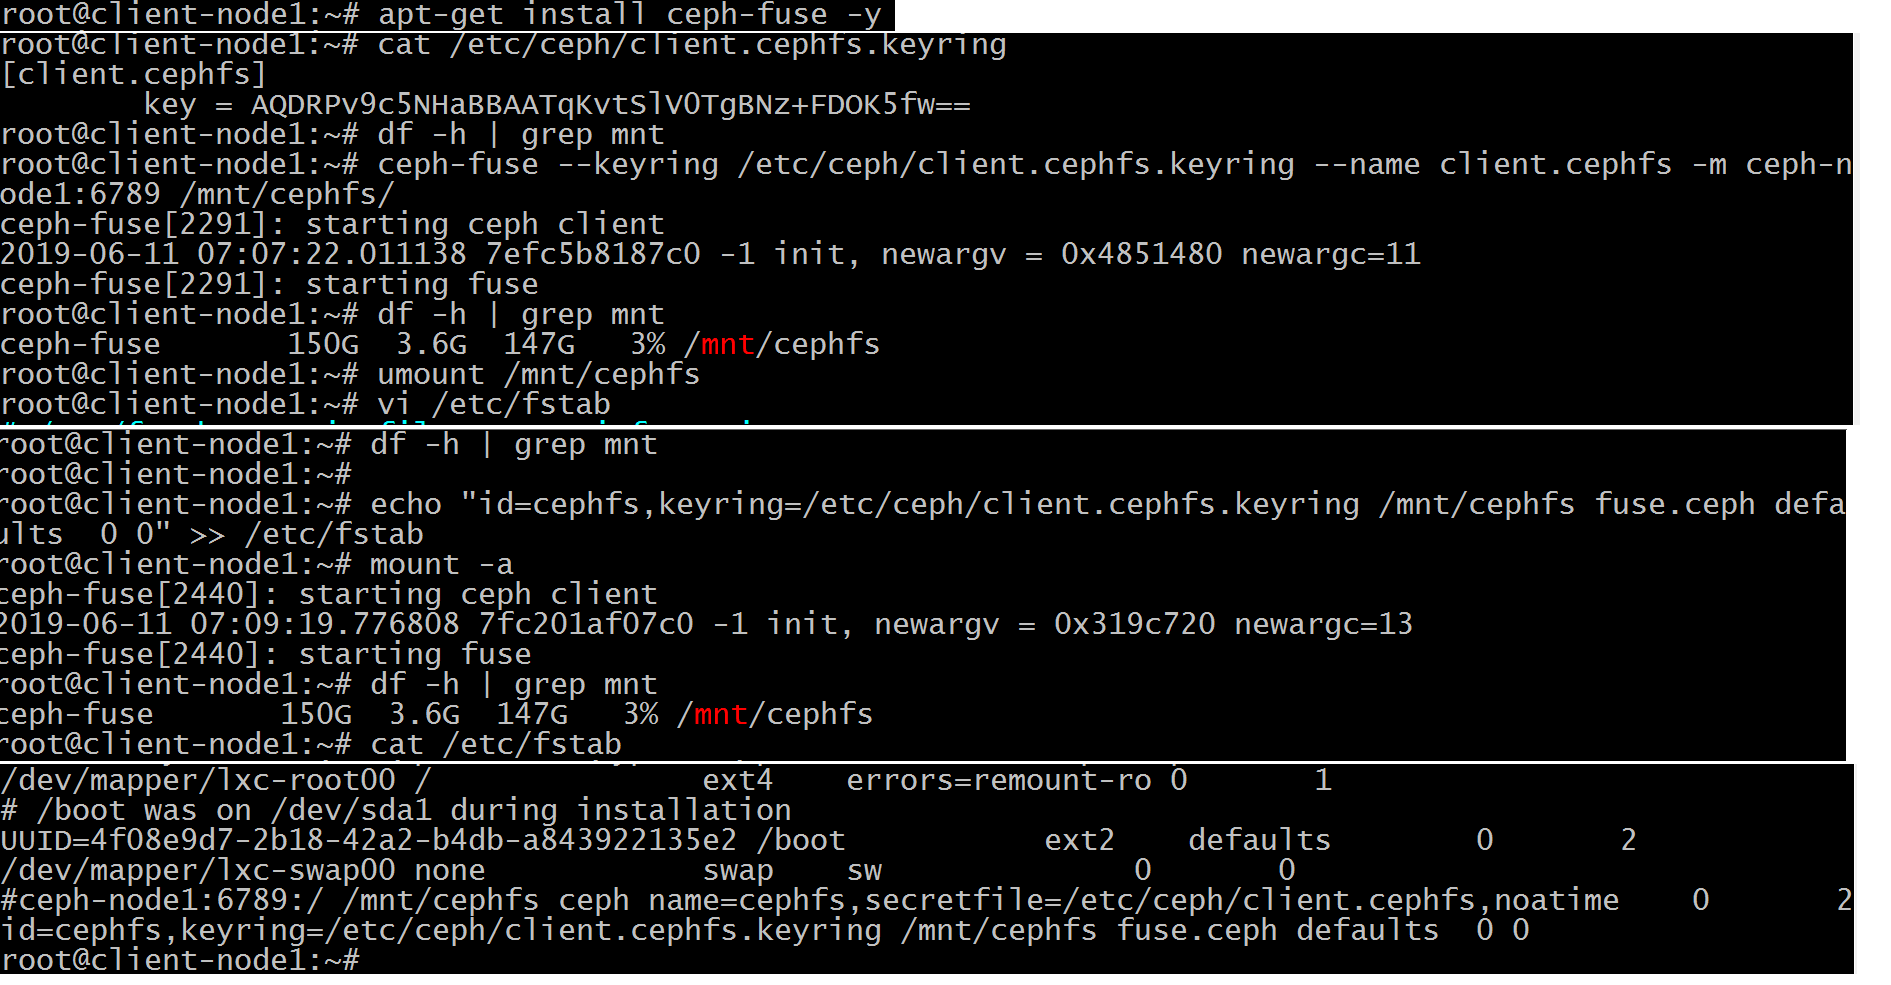 root@client-node1:~# apt-get install ceph-fuse -y
root@client-node1:~# cat /etc/ceph/client.cephfs.keyring
[client.cephfs]
        key = AQDRPv9c5NHaBBAATqKvtSlVOTgBNz+FDOK5fw==
root@client-node1:~# df -h | grep mnt
root@client-node1:~# ceph-fuse --keyring /etc/ceph/client.cephfs.keyring --name client.cephfs -m ceph-n
ode1:6789 /mnt/cephfs/
ceph-fuse[2291]: starting ceph client
2019-06-11 07:07:22.011138 7efc5b8187c0 -1 init, newargv = 0x4851480 newargc=11
ceph-fuse[2291]: starting fuse
root@client-node1:~# df -h | grep mnt
ceph-fuse       150G  3.6G  147G   3% /mnt/cephfs
root@client-node1:~# umount /mnt/cephfs
root@client-node1:~# vi /etc/fstab
root@client-node1:~# df -h | grep mnt
root@client-node1:~#
root@client-node1:~# echo "id=cephfs,keyring=/etc/ceph/client.cephfs.keyring /mnt/cephfs fuse.ceph defa
ults  0 0" >> /etc/fstab
root@client-node1:~# mount -a
ceph-fuse[2440]: starting ceph client
2019-06-11 07:09:19.776808 7fc201af07c0 -1 init, newargv = 0x319c720 newargc=13
ceph-fuse[2440]: starting fuse
root@client-node1:~# df -h | grep mnt
ceph-fuse       150G  3.6G  147G   3% /mnt/cephfs
root@client-node1:~# cat /etc/fstab
/dev/mapper/lxc-root00 /               ext4    errors=remount-ro 0       1
# /boot was on /dev/sda1 during installation
UUID=4f08e9d7-2b18-42a2-b4db-a843922135e2 /boot           ext2    defaults        0       2
/dev/mapper/lxc-swap00 none            swap    sw              0       0
#ceph-node1:6789:/ /mnt/cephfs ceph name=cephfs,secretfile=/etc/ceph/client.cephfs,noatime    0       2
id=cephfs,keyring=/etc/ceph/client.cephfs.keyring /mnt/cephfs fuse.ceph defaults  0 0
root@client-node1:~#